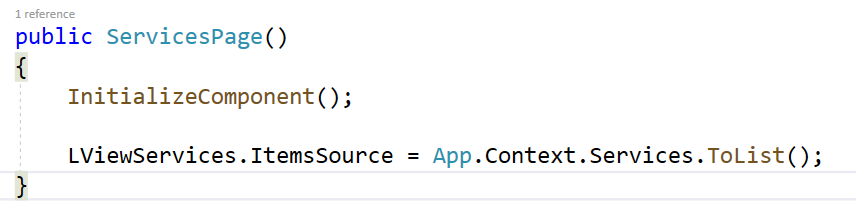 1 reference
public ServicesPage()
{
InitializeComponent();
LViewServices.ItemsSource = App.Context.Services.ToList();
}